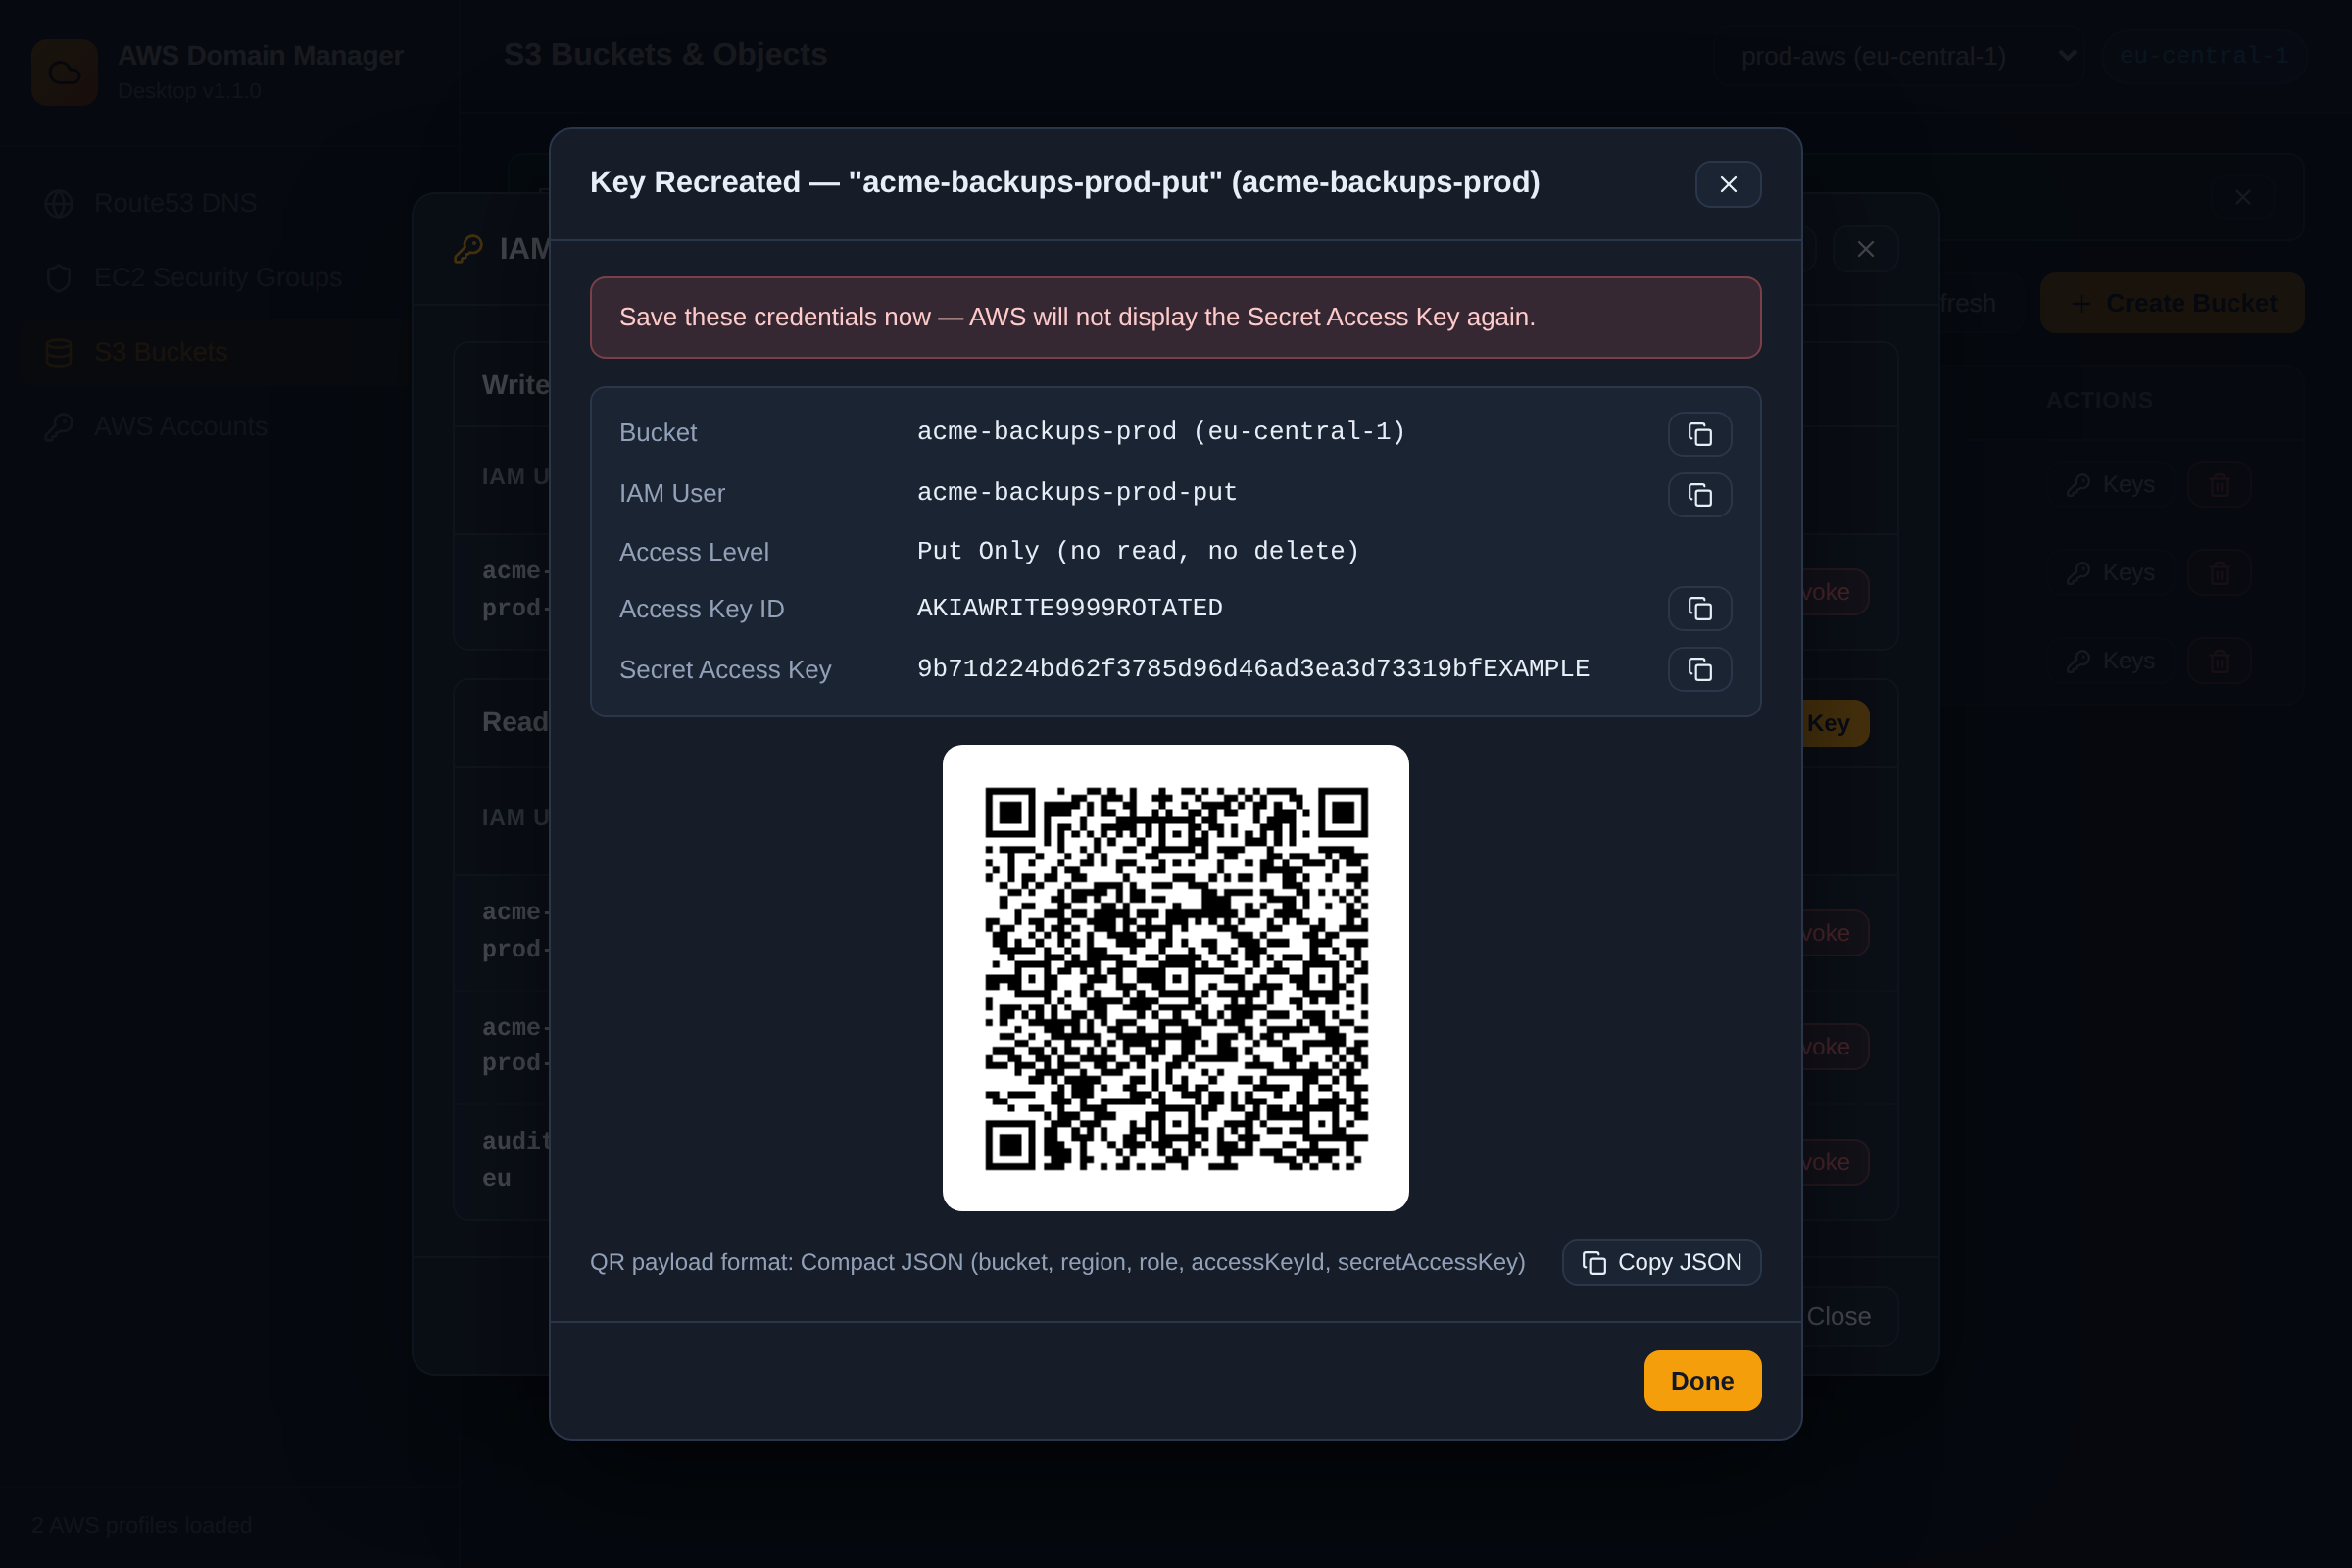 AWS Domain Manager
Desktop v1.1.0
S3 Buckets & Objects
prod-aws (eu-central-1)
eu-central-1
Route53 DNS
EC2 Security Groups
S3 Buckets
AWS Accounts
2 AWS profiles loaded
fresh
Create Bucket
ACTIONS
Keys
Keys
Keys
IAM
Write
IAM U
acme-
prod-
voke
Read
Key
IAM U
acme-
prod-
voke
acme-
prod-
voke
audit
eu
voke
Close
Key Recreated — "acme-backups-prod-put" (acme-backups-prod)
Save these credentials now — AWS will not display the Secret Access Key again.
Bucket acme-backups-prod (eu-central-1)
IAM User acme-backups-prod-put
Access Level Put Only (no read, no delete)
Access Key ID AKIAWRITE9999ROTATED
Secret Access Key 9b71d224bd62f3785d96d46ad3ea3d73319bfEXAMPLE
QR payload format: Compact JSON (bucket, region, role, accessKeyId, secretAccessKey)
Copy JSON
Done